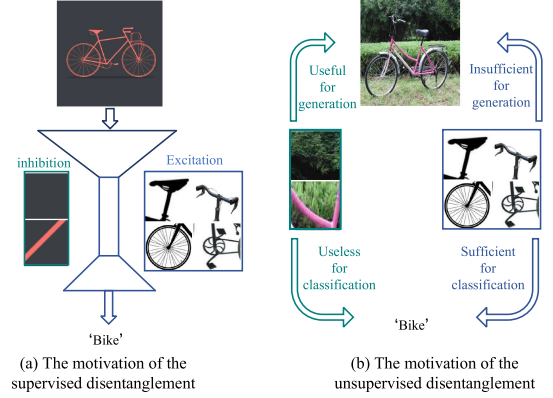 inhibition
Excitation
‘Bike’
(a) The motivation of the
supervised disentanglement
Useful
for
generation
Insufficient
for
generation
Useless
for
classification
Sufficient
for
classification
‘Bike’
(b) The motivation of the
unsupervised disentanglement